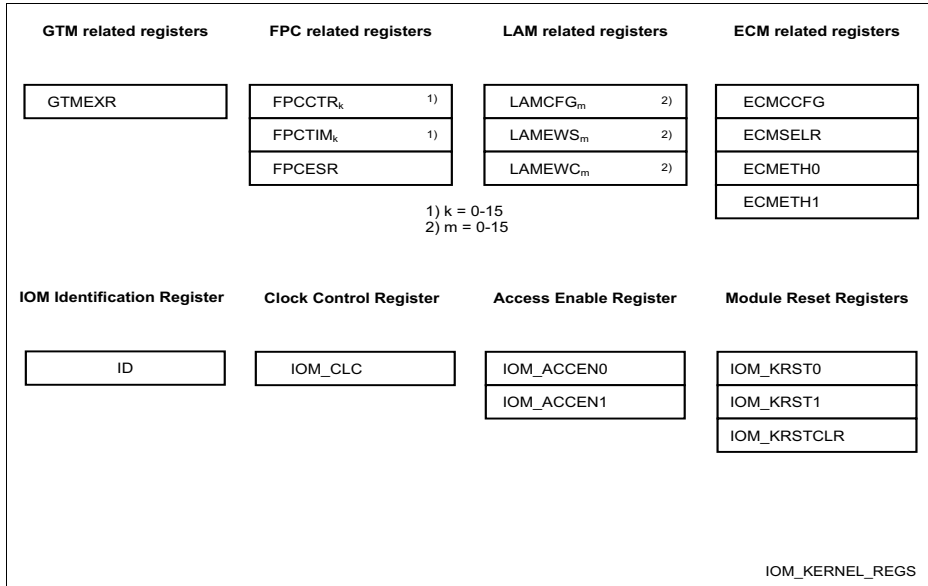 GTM related registers FPC related registers LAM related registers ECM related registers
GTMEXR FPCCTRk 1) LAMCFGm 2) ECMCCFG
FPCTIMk 1) LAMEWSm 2) ECMSELR
FPCESR LAMEWCm 2) ECMETH0
ECMETH1
1) k = 0-15
2) m = 0-15
IOM Identification Register Clock Control Register Access Enable Register Module Reset Registers
ID IOM_CLC IOM_ACCEN0 IOM_KRST0
IOM_ACCEN1 IOM_KRST1
IOM_KRSTCLR
IOM_KERNEL_REGS